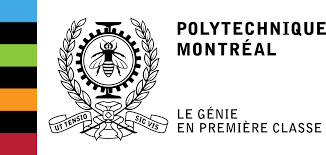 POLYTECHNIQUE
MONTRÉAL
UT TENSIO SIC VIS
LE GÉNIE
EN PREMIÈRE CLASSE